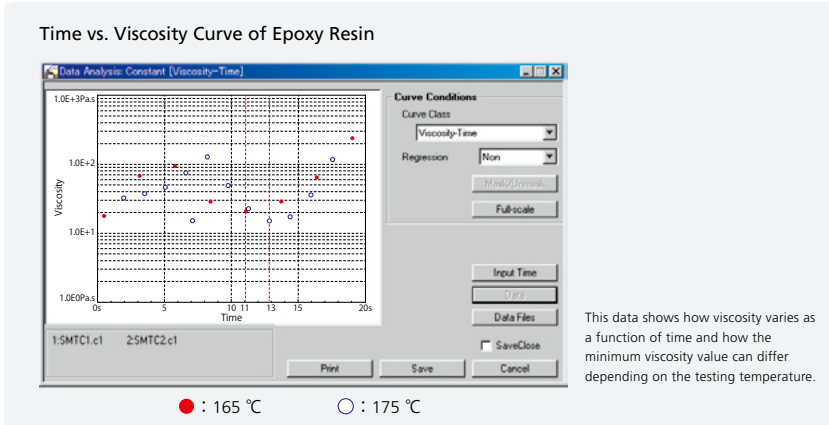 Time vs. Viscosity Curve of Epoxy Resin
Data Analysis: Constant [Viscosity-Time]
1.0E+3Pa.s
1.0E+2
1.0E+1
1.0E0Pa.s
Viscosity
0s 5 10 11 13 15 20s
Time
Curve Conditions
Curve Class
Viscosity-Time
Regression Non
Mask/Unmask
Full-scale
Input Time
Data
Data Files
SaveClose
1:SMTC1.c1 2:SMTC2.c1
Print Save Cancel
: 165 ℃ : 175 ℃
This data shows how viscosity varies as
a function of time and how the
minimum viscosity value can differ
depending on the testing temperature.